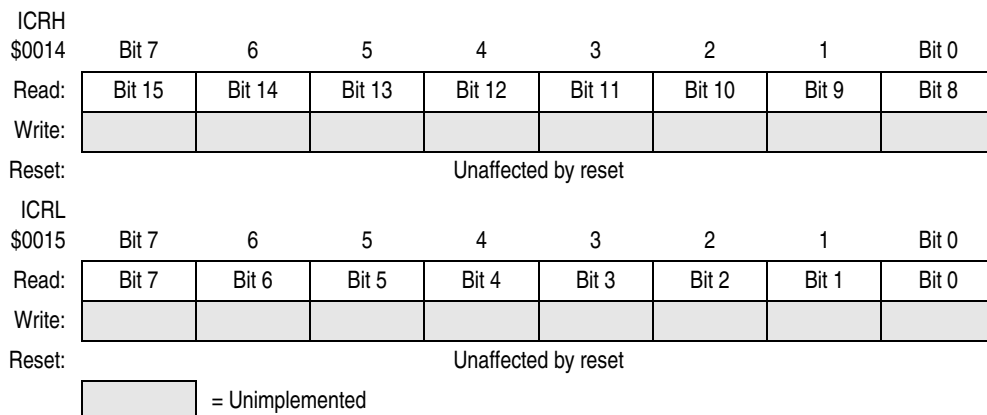 ICRH
$0014 Bit 7 6 5 4 3 2 1 Bit 0
Read: Bit 15 Bit 14 Bit 13 Bit 12 Bit 11 Bit 10 Bit 9 Bit 8
Write:
Reset: Unaffected by reset
ICRL
$0015 Bit 7 6 5 4 3 2 1 Bit 0
Read: Bit 7 Bit 6 Bit 5 Bit 4 Bit 3 Bit 2 Bit 1 Bit 0
Write:
Reset: Unaffected by reset
= Unimplemented